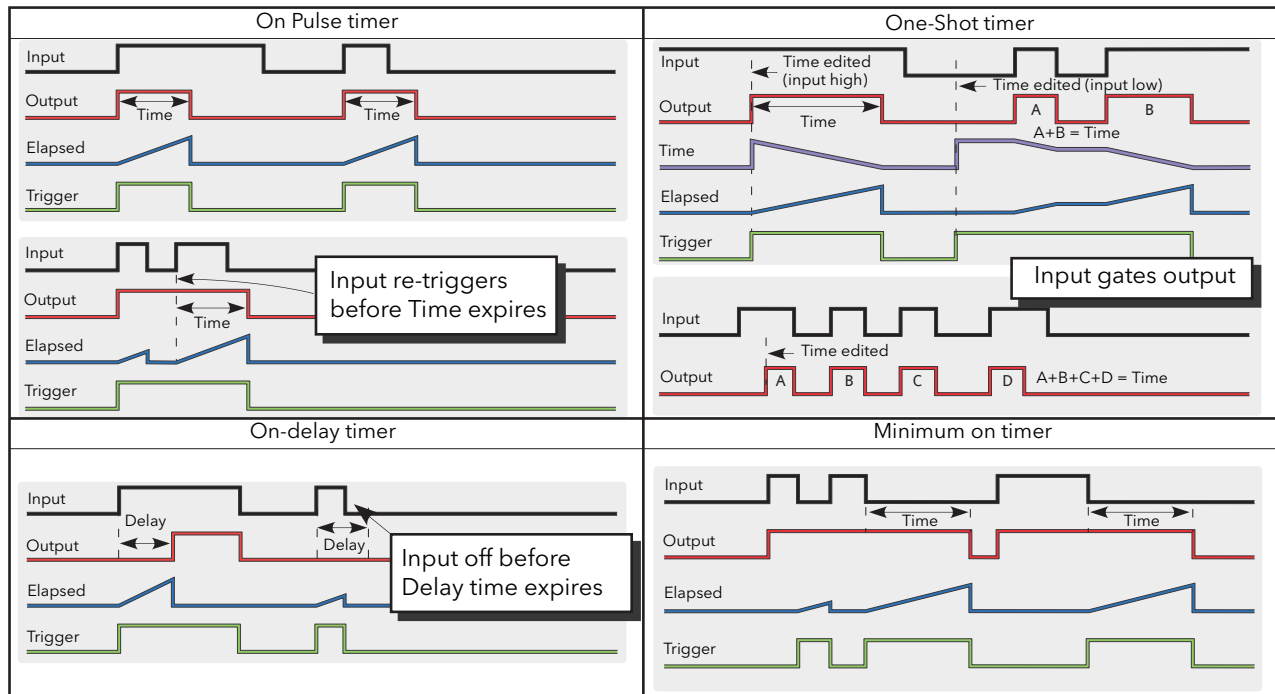 On Pulse timer
Input
Output
Time
Time
Elapsed
Trigger
Input
Input re-triggers
before Time expires
Output
Time
Elapsed
Trigger
One-Shot timer
Input
Time edited
(input high)
Time edited (input low)
Output
Time
A
B
A+B = Time
Time
Elapsed
Trigger
Input gates output
Input
Time edited
Output
A
B
C
D
A+B+C+D = Time
On-delay timer
Input
Delay
Output
Delay
Input off before
Delay time expires
Elapsed
Trigger
Minimum on timer
Input
Time
Time
Output
Elapsed
Trigger